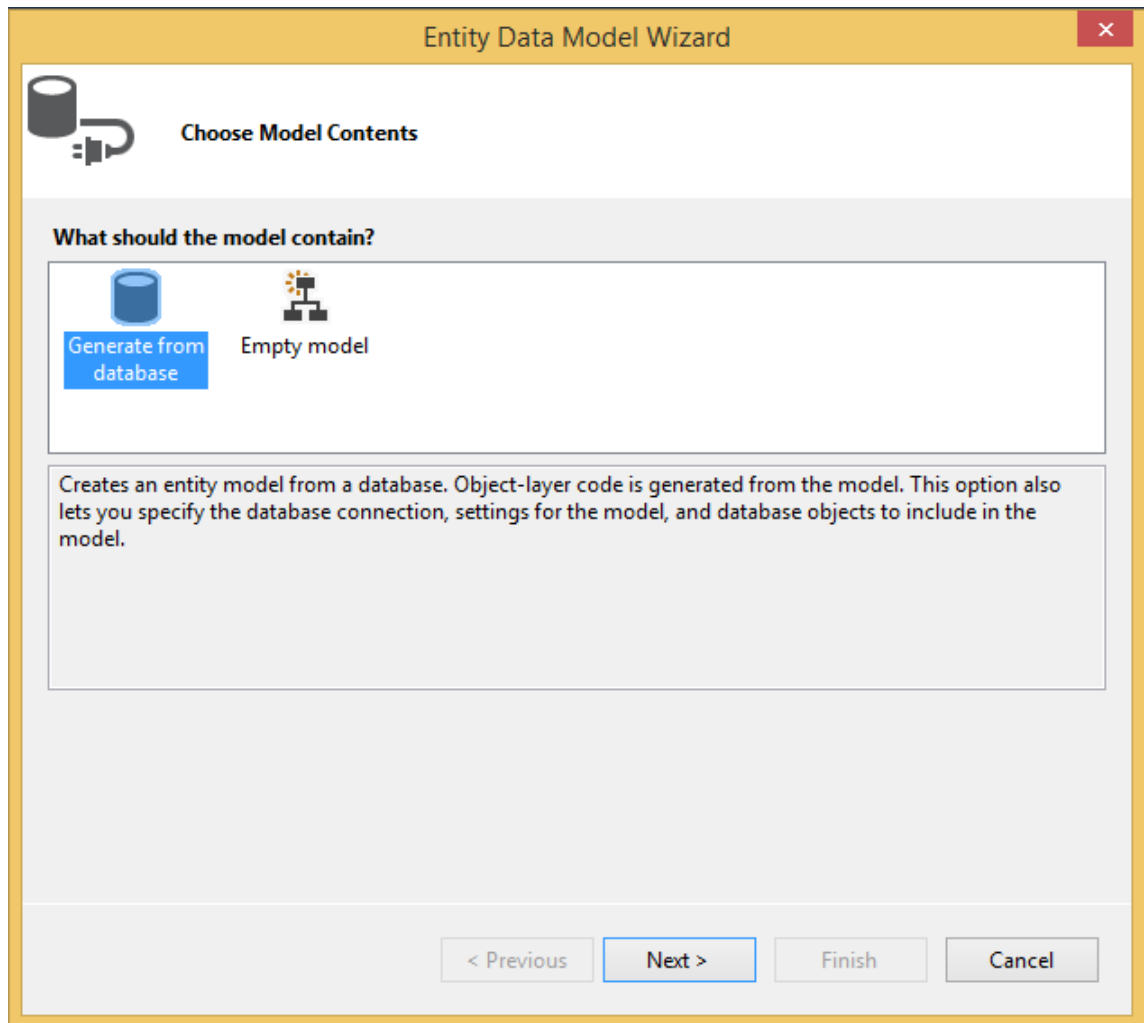 Entity Data Model Wizard
Choose Model Contents
What should the model contain?
Generate from
database
Empty model
Creates an entity model from a database. Object-layer code is generated from the model. This option also
lets you specify the database connection, settings for the model, and database objects to include in the
model.
< Previous
Next >
Finish
Cancel